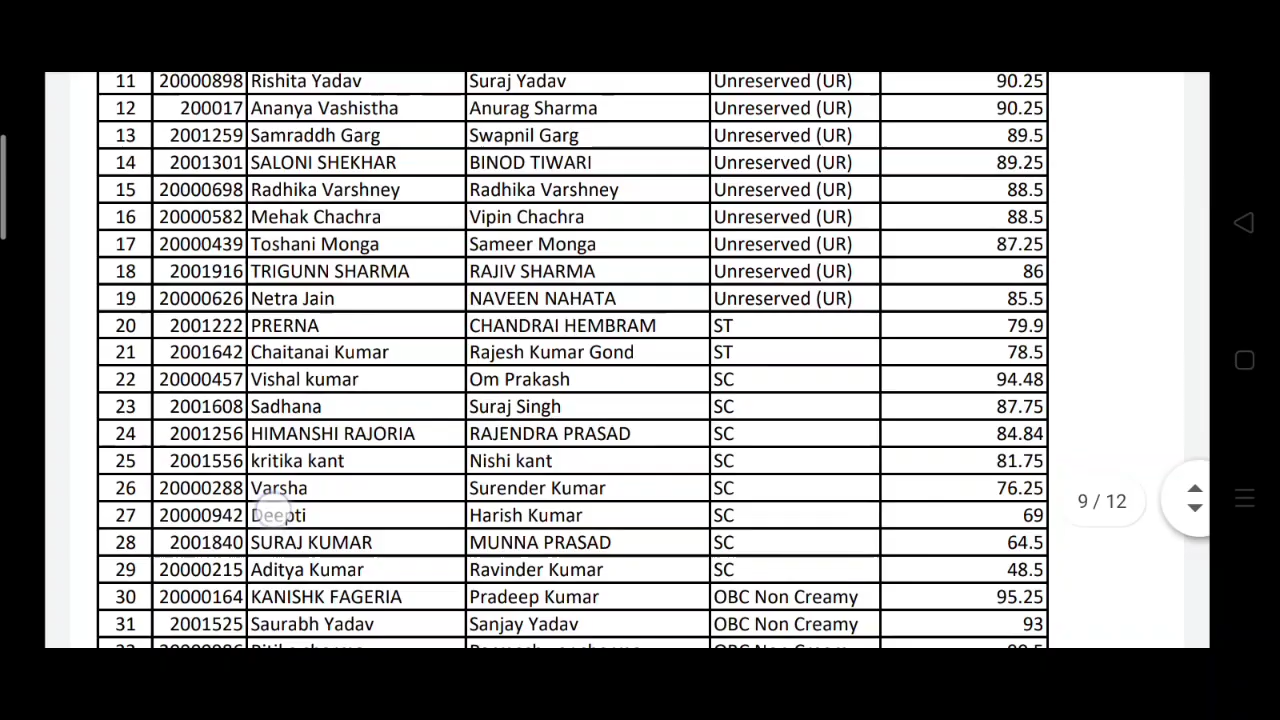 11 20000898 Rishita Yadav Suraj Yadav Unreserved (UR) 90.25
12 200017 Ananya Vashistha Anurag Sharma Unreserved (UR) 90.25
13 2001259 Samraddh Garg Swapnil Garg Unreserved (UR) 89.5
14 2001301 SALONI SHEKHAR BINOD TIWARI Unreserved (UR) 89.25
15 20000698 Radhika Varshney Radhika Varshney Unreserved (UR) 88.5
16 20000582 Mehak Chachra Vipin Chachra Unreserved (UR) 88.5
17 20000439 Toshani Monga Sameer Monga Unreserved (UR) 87.25
18 2001916 TRIGUNN SHARMA RAJIV SHARMA Unreserved (UR) 86
19 20000626 Netra Jain NAVEEN NAHATA Unreserved (UR) 85.5
20 2001222 PRERNA CHANDRAI HEMBRAM ST 79.9
21 2001642 Chaitanai Kumar Rajesh Kumar Gond ST 78.5
22 20000457 Vishal kumar Om Prakash SC 94.48
23 2001608 Sadhana Suraj Singh SC 87.75
24 2001256 HIMANSHI RAJORIA RAJENDRA PRASAD SC 84.84
25 2001556 kritika kant Nishi kant SC 81.75
26 20000288 Varsha Surender Kumar SC 76.25
27 20000942 Deepti Harish Kumar SC 69
28 2001840 SURAJ KUMAR MUNNA PRASAD SC 64.5
29 20000215 Aditya Kumar Ravinder Kumar SC 48.5
30 20000164 KANISHK FAGERIA Pradeep Kumar OBC Non Creamy 95.25
31 2001525 Saurabh Yadav Sanjay Yadav OBC Non Creamy 93
9 / 12